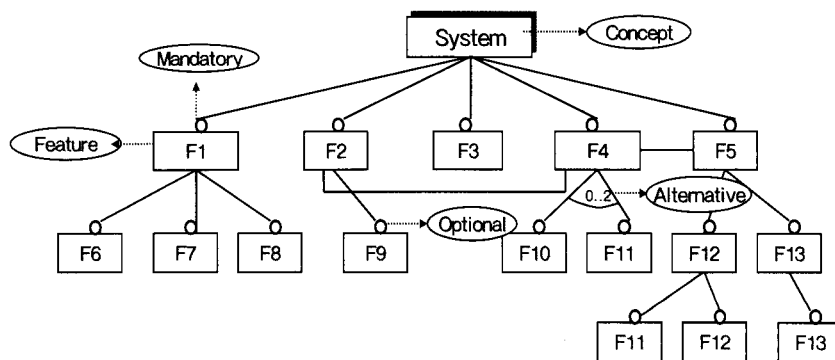 System
Concept
Mandatory
Feature
F1
F2
F3
F4
F5
0..2
Alternative
Optional
F6
F7
F8
F9
F10
F11
F12
F13
F11
F12
F13